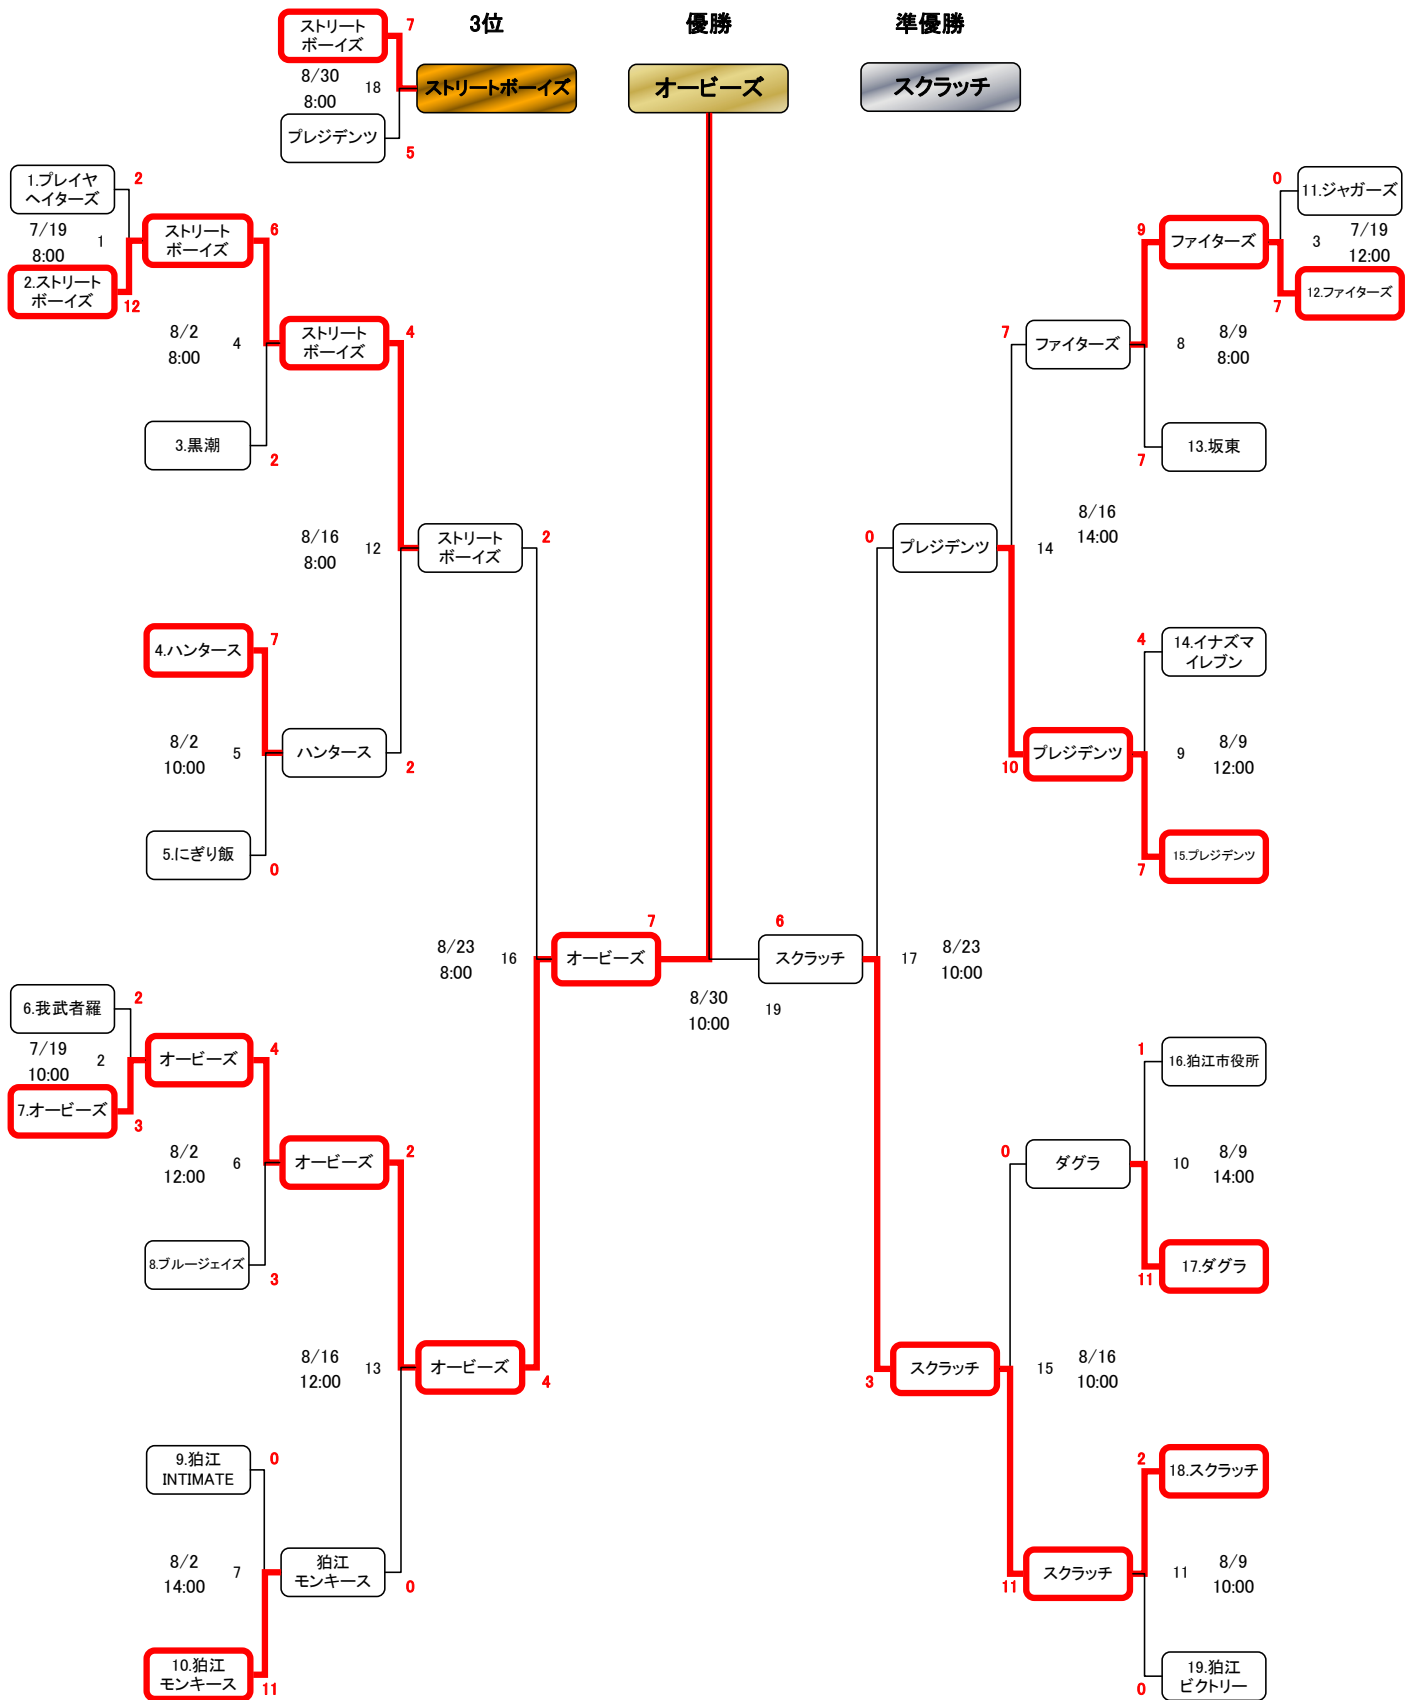 ストリート
ボーイズ
7
3位
優勝
準優勝
8/30
8:00
18
ストリートボーイズ
オービーズ
スクラッチ
プレジデンツ
5
1.プレイヤ
ヘイターズ
2
7/19
8:00
1
2.ストリート
ボーイズ
12
ストリート
ボーイズ
6
8/2
8:00
4
3.黒潮
2
ストリート
ボーイズ
4
8/16
8:00
12
4.ハンタース
7
8/2
10:00
5
5.にぎり飯
0
ハンタース
2
ストリート
ボーイズ
2
8/23
8:00
16
6.我武者羅
2
7/19
10:00
2
7.オービーズ
3
オービーズ
4
8/2
12:00
6
8.ブルージェイズ
3
オービーズ
2
8/16
12:00
13
オービーズ
4
9.狛江
INTIMATE
0
8/2
14:00
7
10.狛江
モンキース
11
狛江
モンキース
0
オービーズ
7
8/30
10:00
19
スクラッチ
6
0
11.ジャガーズ
3
7/19
12:00
7
12.ファイターズ
9
ファイターズ
8
8/9
8:00
7
13.坂東
7
ファイターズ
14
8/16
14:00
0
プレジデンツ
4
14.イナズマ
イレブン
9
8/9
12:00
7
15.プレジデンツ
10
プレジデンツ
17
8/23
10:00
1
16.狛江市役所
10
8/9
14:00
11
17.ダグラ
0
ダグラ
15
8/16
10:00
3
スクラッチ
2
18.スクラッチ
11
8/9
10:00
0
19.狛江
ビクトリー
11
スクラッチ